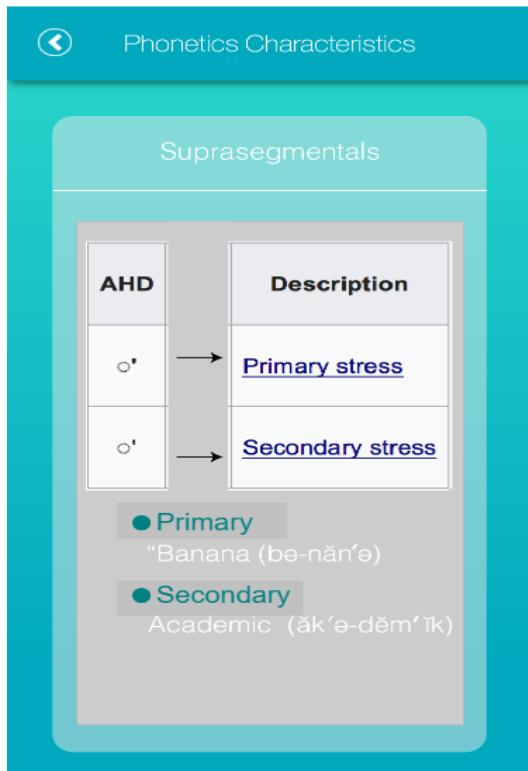 Phonetics Characteristics
Suprasegmentals
AHD Description
◌' Primary stress
◌' Secondary stress
Primary
“Banana (bə-năn′ə)
Secondary
Academic (ăk′ə-dĕm′ĭk)